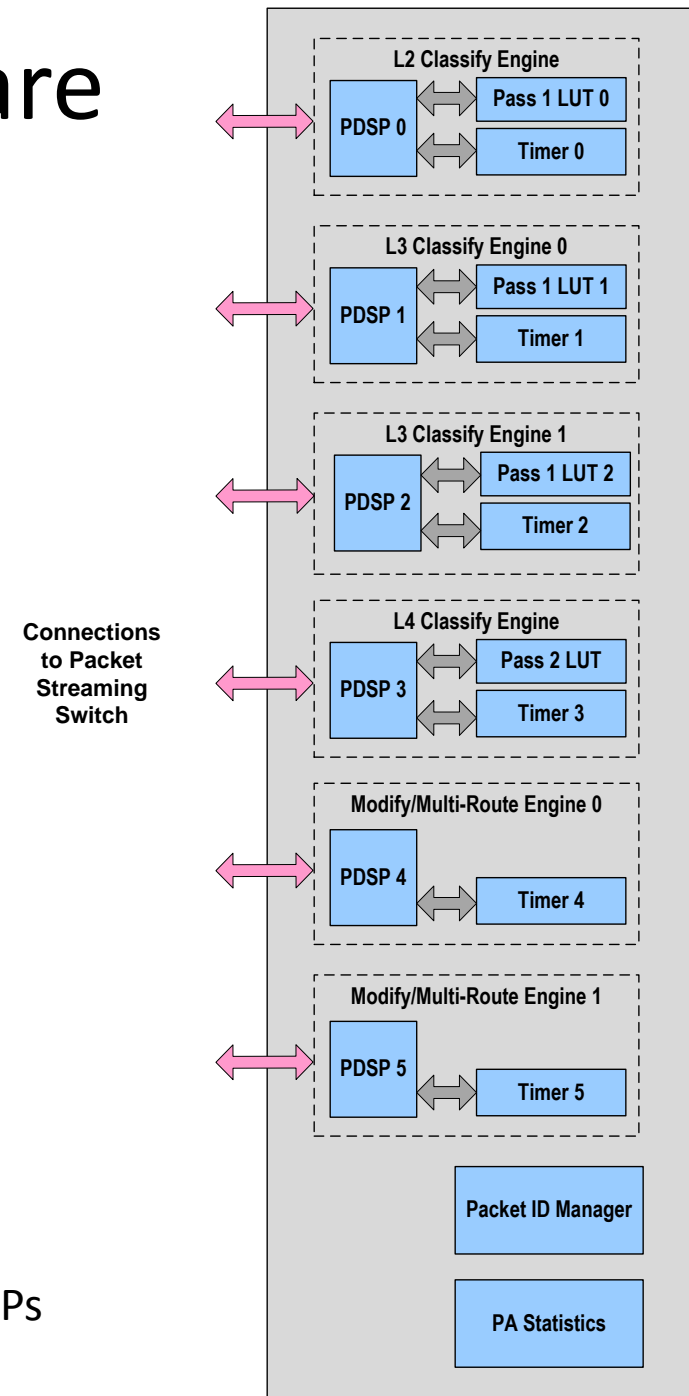 are
L2 Classify Engine
PDSP 0
Pass 1 LUT 0
Timer 0
L3 Classify Engine 0
PDSP 1
Pass 1 LUT 1
Timer 1
L3 Classify Engine 1
PDSP 2
Pass 1 LUT 2
Timer 2
Connections
to Packet
Streaming
Switch
L4 Classify Engine
PDSP 3
Pass 2 LUT
Timer 3
Modify/Multi-Route Engine 0
PDSP 4
Timer 4
Modify/Multi-Route Engine 1
PDSP 5
Timer 5
Packet ID Manager
Ps
PA Statistics